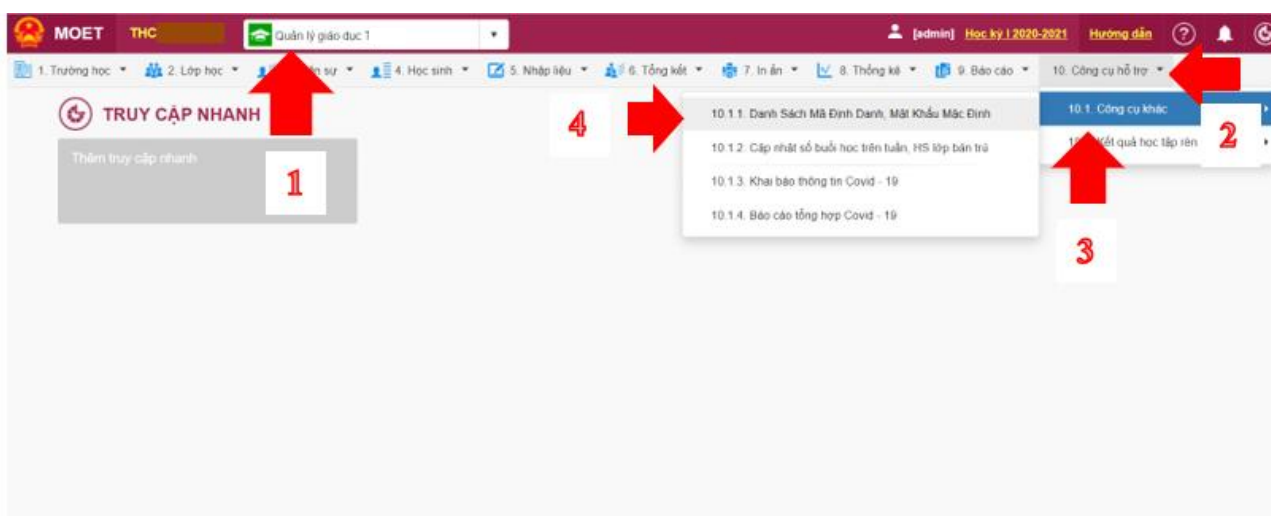 MOET THC Quản lý giáo dục 1 [admin] Học kỳ I 2020-2021 Hướng dẫn ?
1. Trường học 2. Lớp học sự 4. Học sinh 5. Nhập liệu 6. Tổng kết 7. In ấn 8. Thống kê 9. Báo cáo 10. Công cụ hỗ trợ
TRUY CẬP NHANH
Thêm truy cập nhanh
10.1.1. Danh Sách Mã Định Danh, Mật Khẩu Mặc Định
10.1. Công cụ khác
10.1.2. Cập nhật số buổi học trên tuần, HS lớp bán trú
Kết quả học tập rèn
10.1.3. Khai báo thông tin Covid - 19
10.1.4. Báo cáo tổng hợp Covid - 19
1
2
3
4